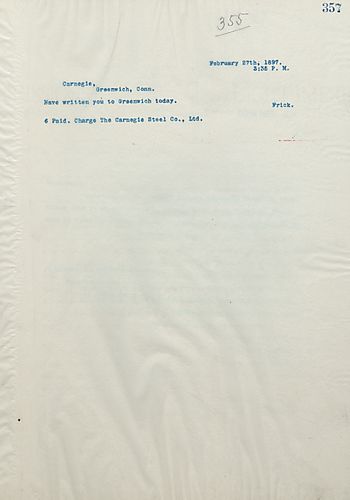 357
355
February 27th, 1897.
3:35 P. M.
Carnegie,
Greenwich, Conn.
Have written you to Greenwich today.
Frick.
6 Paid. Charge The Carnegie Steel Co., Ltd.